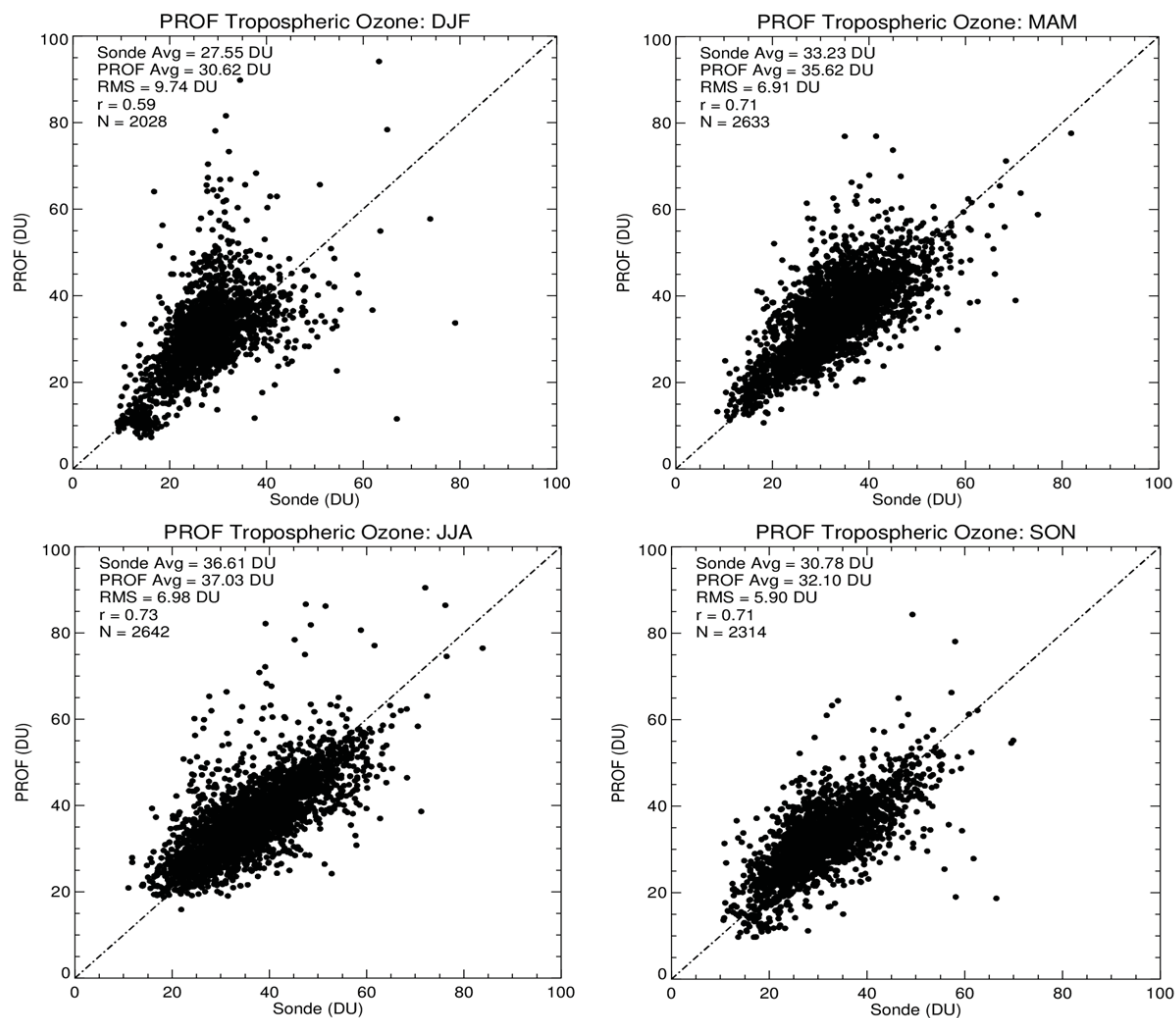 PROF Tropospheric Ozone: DJF
100
80
60
40
20
0
PROF (DU)
Sonde Avg = 27.55 DU
PROF Avg = 30.62 DU
RMS = 9.74 DU
r = 0.59
N = 2028
0 20 40 60 80 100
Sonde (DU)
PROF Tropospheric Ozone: MAM
100
80
60
40
20
0
PROF (DU)
Sonde Avg = 33.23 DU
PROF Avg = 35.62 DU
RMS = 6.91 DU
r = 0.71
N = 2633
0 20 40 60 80 100
Sonde (DU)
PROF Tropospheric Ozone: JJA
100
80
60
40
20
0
PROF (DU)
Sonde Avg = 36.61 DU
PROF Avg = 37.03 DU
RMS = 6.98 DU
r = 0.73
N = 2642
0 20 40 60 80 100
Sonde (DU)
PROF Tropospheric Ozone: SON
100
80
60
40
20
0
PROF (DU)
Sonde Avg = 30.78 DU
PROF Avg = 32.10 DU
RMS = 5.90 DU
r = 0.71
N = 2314
0 20 40 60 80 100
Sonde (DU)